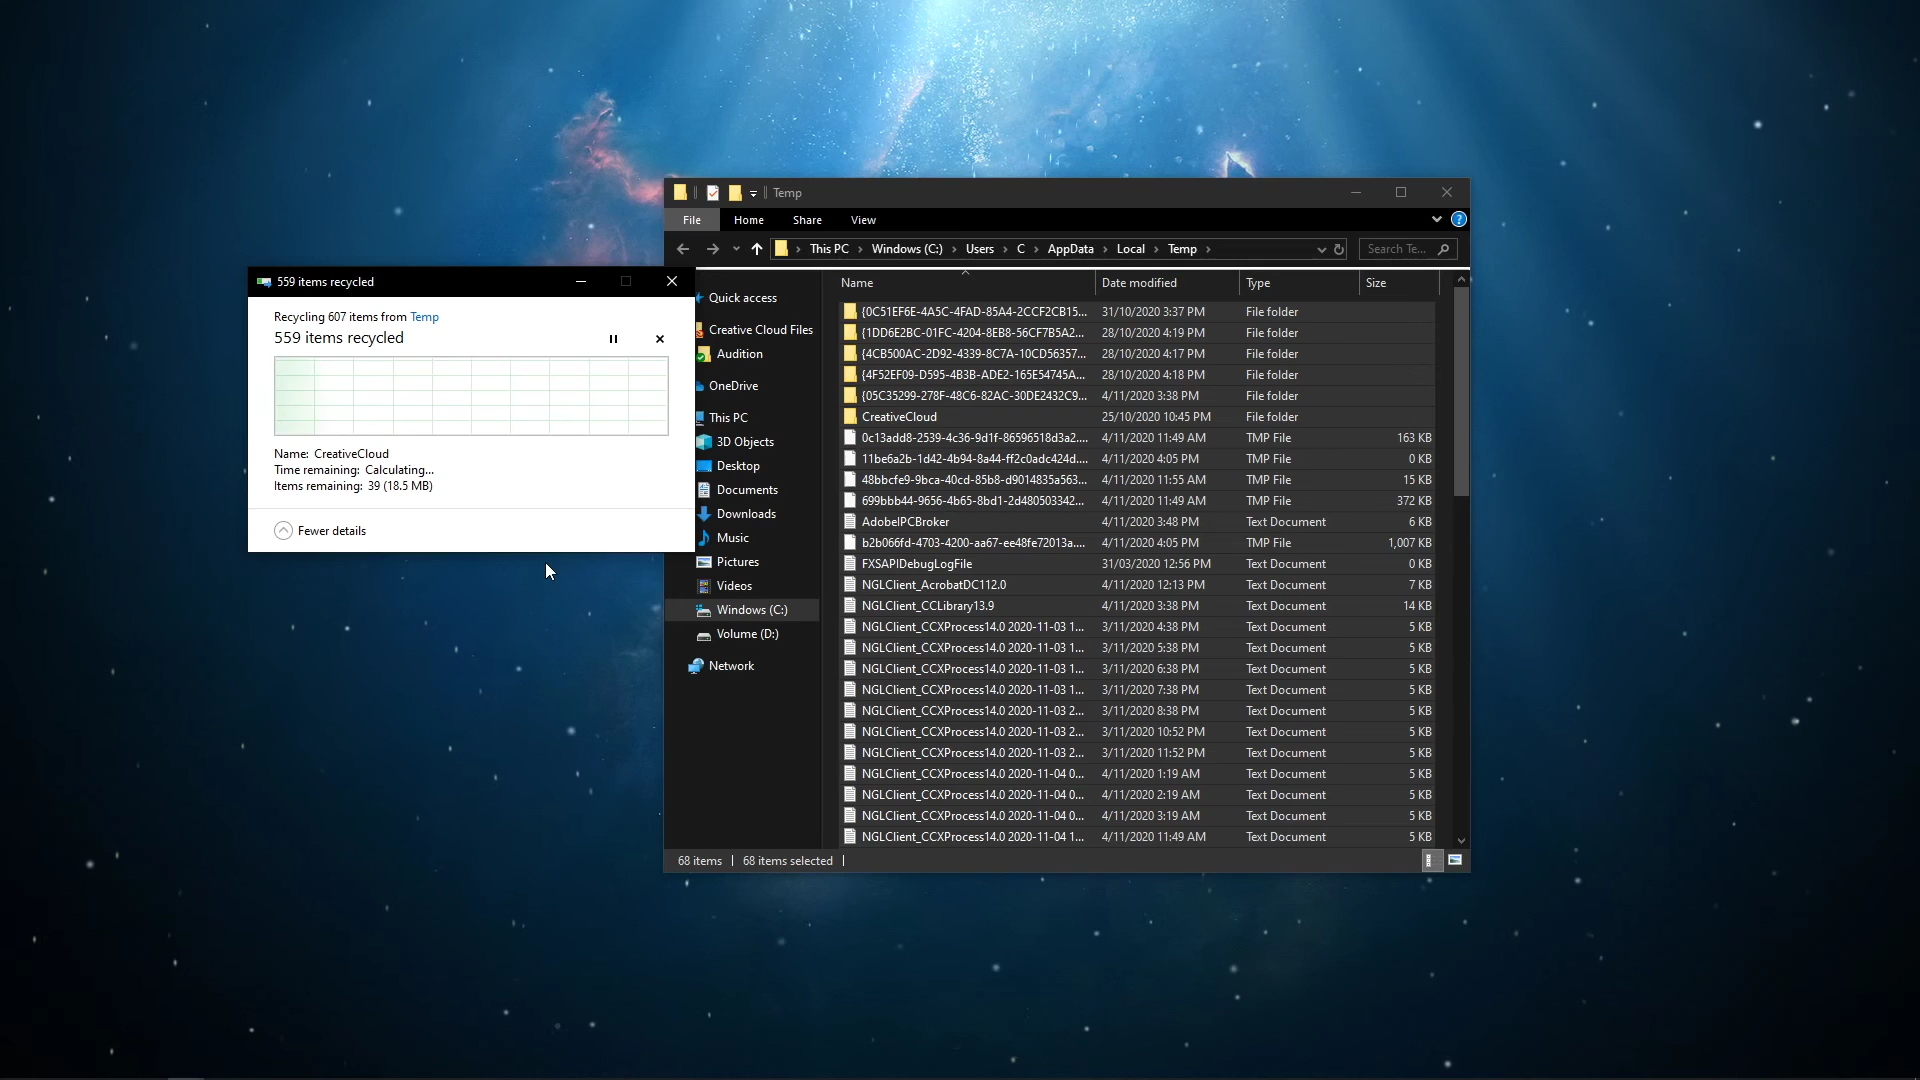 Temp
File Home Share View
This PC Windows (C:) Users C AppData Local Temp Search Te...
559 items recycled
Recycling 607 items from Temp
559 items recycled
Name: CreativeCloud
Time remaining: Calculating...
Items remaining: 39 (18.5 MB)
Fewer details
Quick access
Creative Cloud Files
Audition
OneDrive
This PC
3D Objects
Desktop
Documents
Downloads
Music
Pictures
Videos
Windows (C:)
Volume (D:)
Network
Name Date modified Type Size
{0C51EF6E-4A5C-4FAD-85A4-2CCF2CB15... 31/10/2020 3:37 PM File folder
{1DD6E2BC-01FC-4204-8EB8-56CF7B5A2... 28/10/2020 4:19 PM File folder
{4CB500AC-2D92-4339-8C7A-10CD56357... 28/10/2020 4:17 PM File folder
{4F52EF09-D595-4B3B-ADE2-165E54745A... 28/10/2020 4:18 PM File folder
{05C35299-278F-48C6-82AC-30DE2432C9... 4/11/2020 3:38 PM File folder
CreativeCloud 25/10/2020 10:45 PM File folder
0c13add8-2539-4c36-9d1f-86596518d3a2.... 4/11/2020 11:49 AM TMP File 163 KB
11be6a2b-1d42-4b94-8a44-ff2c0adc424d.... 4/11/2020 4:05 PM TMP File 0 KB
48bbcfe9-9bca-40cd-85b8-d9014835a563... 4/11/2020 11:55 AM TMP File 15 KB
699bbb44-9656-4b65-8bd1-2d480503342... 4/11/2020 11:49 AM TMP File 372 KB
AdobeIPCBroker 4/11/2020 3:48 PM Text Document 6 KB
b2b066fd-4703-4200-aa67-ee48fe72013a.... 4/11/2020 4:05 PM TMP File 1,007 KB
FXSAPIDebugLogFile 31/03/2020 12:56 PM Text Document 0 KB
NGLClient_AcrobatDC112.0 4/11/2020 12:13 PM Text Document 7 KB
NGLClient_CCLibrary13.9 4/11/2020 3:38 PM Text Document 14 KB
NGLClient_CCXProcess14.0 2020-11-03 1... 3/11/2020 4:38 PM Text Document 5 KB
NGLClient_CCXProcess14.0 2020-11-03 1... 3/11/2020 5:38 PM Text Document 5 KB
NGLClient_CCXProcess14.0 2020-11-03 1... 3/11/2020 6:38 PM Text Document 5 KB
NGLClient_CCXProcess14.0 2020-11-03 1... 3/11/2020 7:38 PM Text Document 5 KB
NGLClient_CCXProcess14.0 2020-11-03 2... 3/11/2020 8:38 PM Text Document 5 KB
NGLClient_CCXProcess14.0 2020-11-03 2... 3/11/2020 10:52 PM Text Document 5 KB
NGLClient_CCXProcess14.0 2020-11-03 2... 3/11/2020 11:52 PM Text Document 5 KB
NGLClient_CCXProcess14.0 2020-11-04 0... 4/11/2020 1:19 AM Text Document 5 KB
NGLClient_CCXProcess14.0 2020-11-04 0... 4/11/2020 2:19 AM Text Document 5 KB
NGLClient_CCXProcess14.0 2020-11-04 0... 4/11/2020 3:19 AM Text Document 5 KB
NGLClient_CCXProcess14.0 2020-11-04 1... 4/11/2020 11:49 AM Text Document 5 KB
68 items 68 items selected